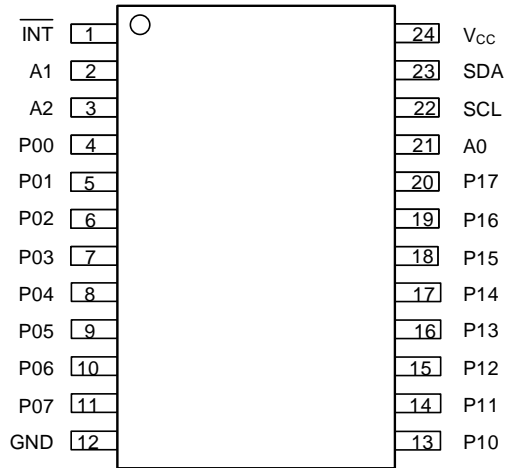 I̅N̅T̅ 1 24 VCC
A1 2 23 SDA
A2 3 22 SCL
P00 4 21 A0
P01 5 20 P17
P02 6 19 P16
P03 7 18 P15
P04 8 17 P14
P05 9 16 P13
P06 10 15 P12
P07 11 14 P11
GND 12 13 P10